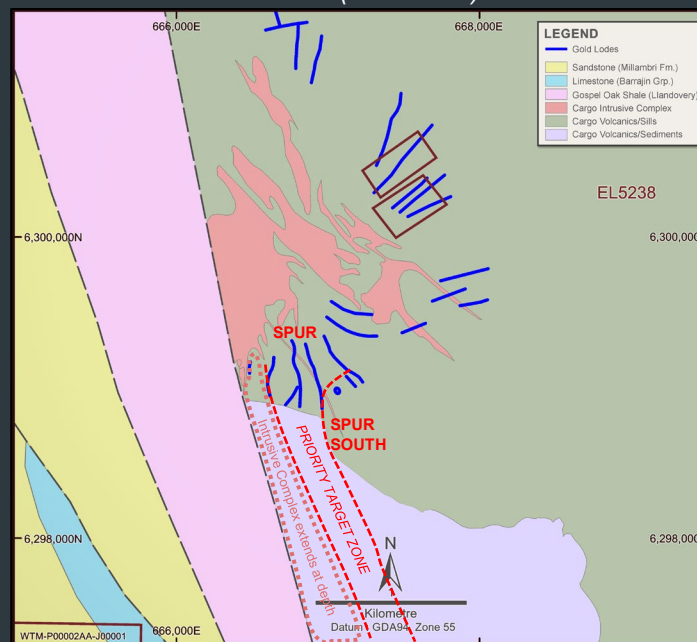 666,000E
668,000E
LEGEND
Gold Lodes
Sandstone (Millambri Fm.)
Limestone (Barrajin Grp.)
Gospel Oak Shale (Llandovery)
Cargo Intrusive Complex
Cargo Volcanics/Sills
Cargo Volcanics/Sediments
EL5238
6,300,000N
6,300,000
SPUR
SPUR
SOUTH
PRIORITY TARGET ZONE
Intrusive Complex extends at depth
6,298,000N
6,298,000
N
Kilometre
Datum GDA94, Zone 55
666,000E
WTM-P00002AA-J00001